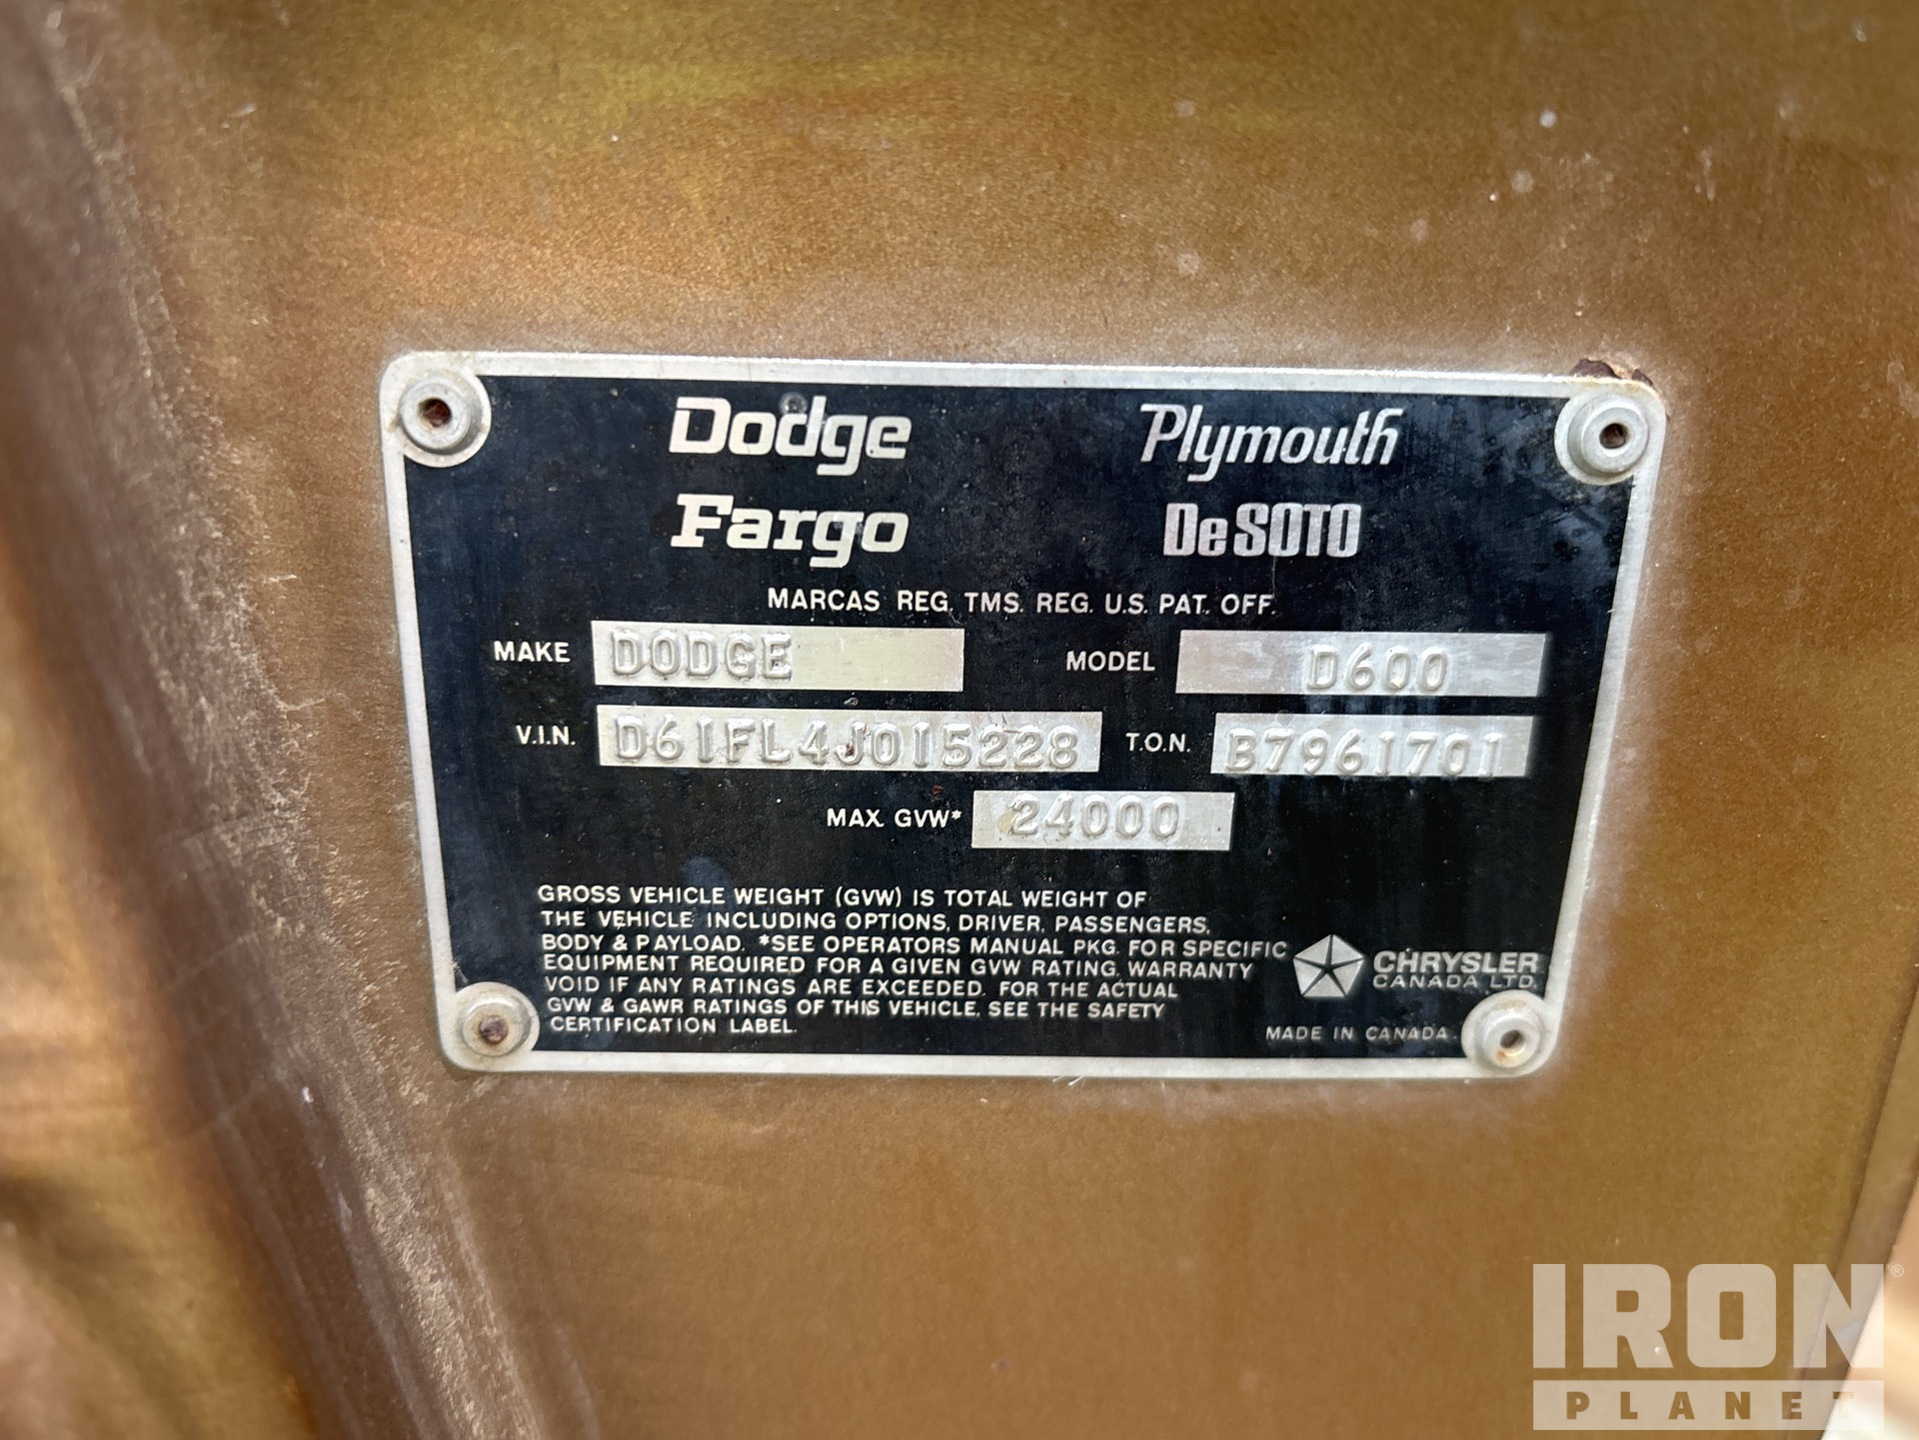 Dodge Plymouth
Fargo DeSOTO
MARCAS REG. TMS. REG. U.S. PAT. OFF.
MAKE DODGE MODEL D600
V.I.N. D61FL4J015228 T.O.N. B7961701
MAX. GVW* 24000
GROSS VEHICLE WEIGHT (GVW) IS TOTAL WEIGHT OF
THE VEHICLE INCLUDING OPTIONS, DRIVER, PASSENGERS,
BODY & PAYLOAD. *SEE OPERATORS MANUAL PKG. FOR SPECIFIC
EQUIPMENT REQUIRED FOR A GIVEN GVW RATING. WARRANTY
VOID IF ANY RATINGS ARE EXCEEDED. FOR THE ACTUAL
GVW & GAWR RATINGS OF THIS VEHICLE, SEE THE SAFETY
CERTIFICATION LABEL.
CHRYSLER
CANADA LTD.
MADE IN CANADA.
IRON®
PLANET